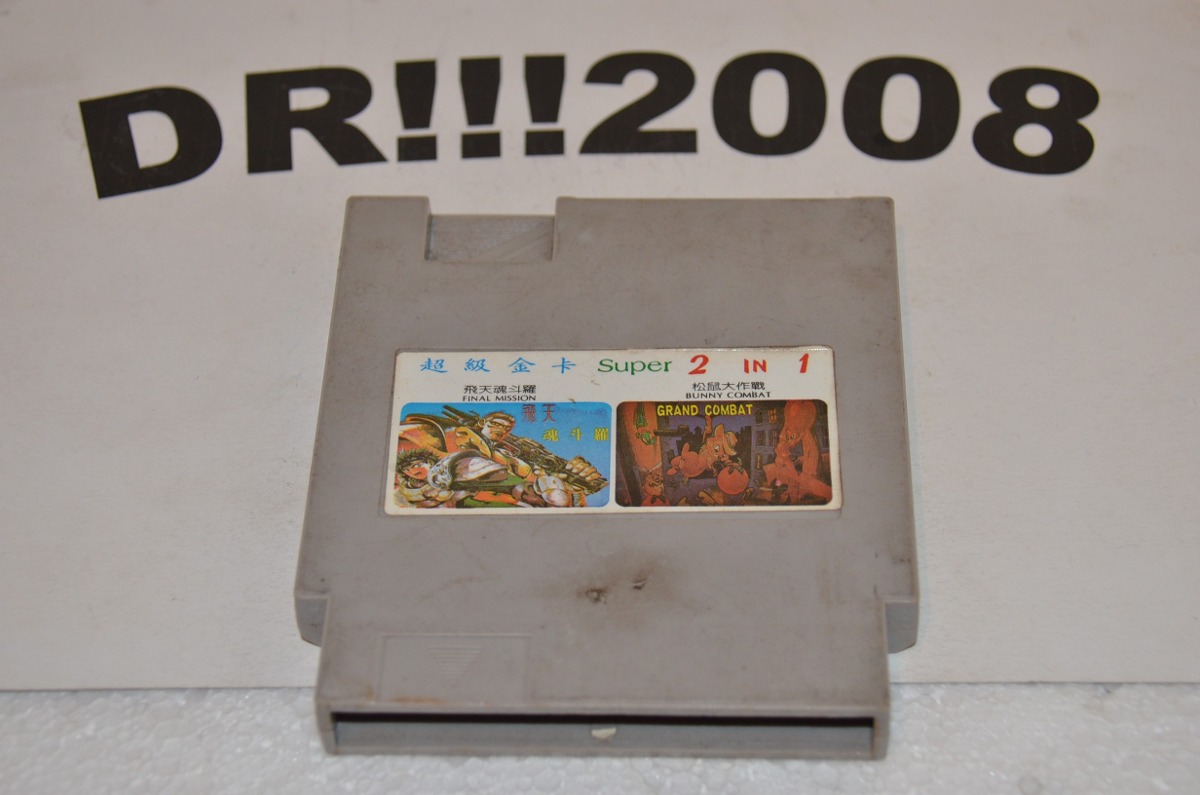 DR!!!2008
超級金卡 Super 2 IN 1
飛天魂斗羅
FINAL MISSION
松鼠大作戰
BUNNY COMBAT
飛天
魂斗羅
GRAND COMBAT